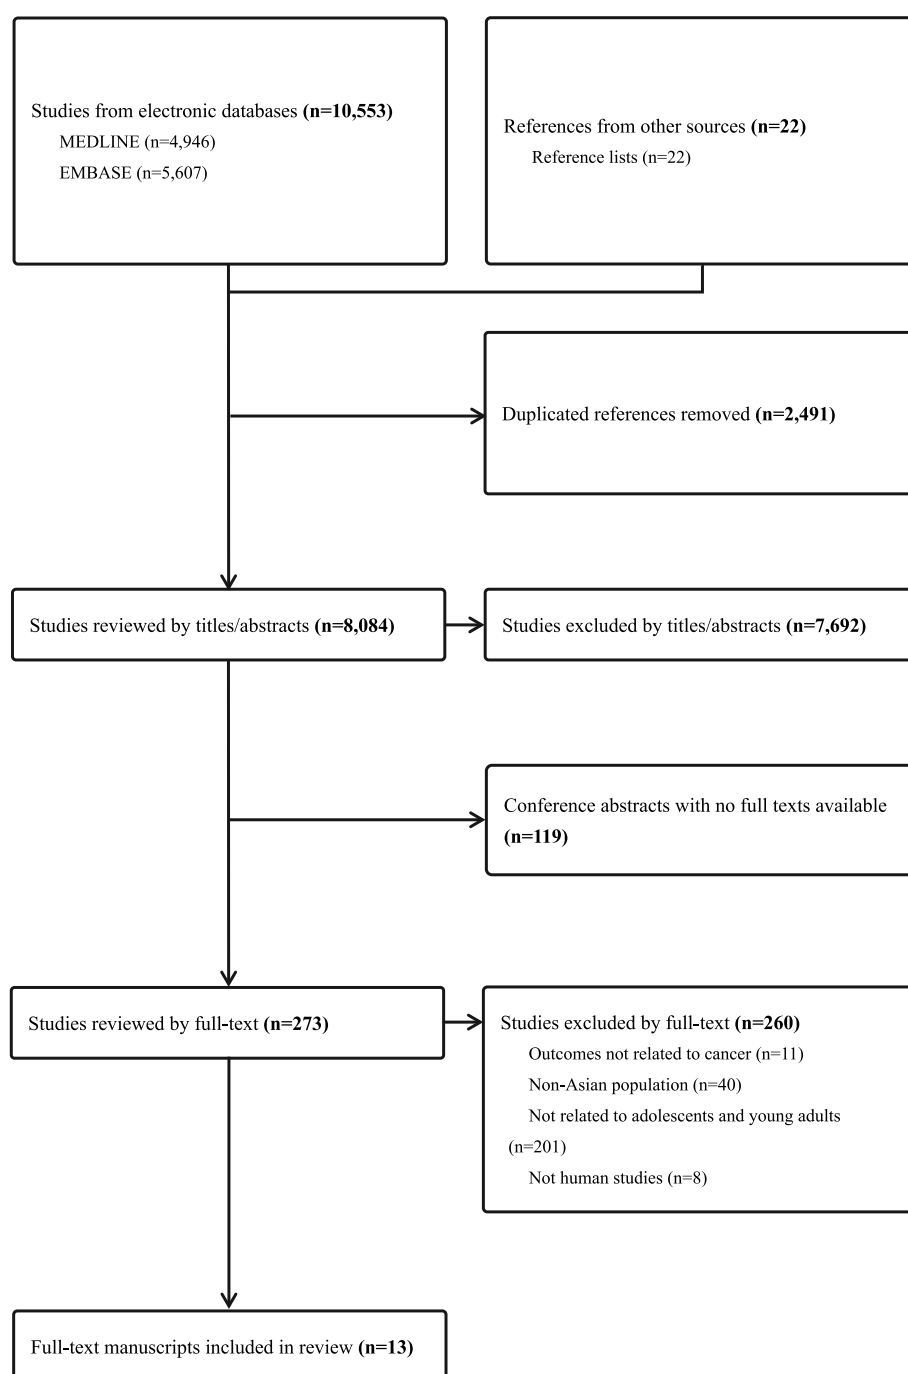 Studies from electronic databases (n=10,553)
MEDLINE (n=4,946)
EMBASE (n=5,607)
References from other sources (n=22)
Reference lists (n=22)
Duplicated references removed (n=2,491)
Studies reviewed by titles/abstracts (n=8,084)
Studies excluded by titles/abstracts (n=7,692)
Conference abstracts with no full texts available
(n=119)
Studies reviewed by full-text (n=273)
Studies excluded by full-text (n=260)
Outcomes not related to cancer (n=11)
Non-Asian population (n=40)
Not related to adolescents and young adults
(n=201)
Not human studies (n=8)
Full-text manuscripts included in review (n=13)